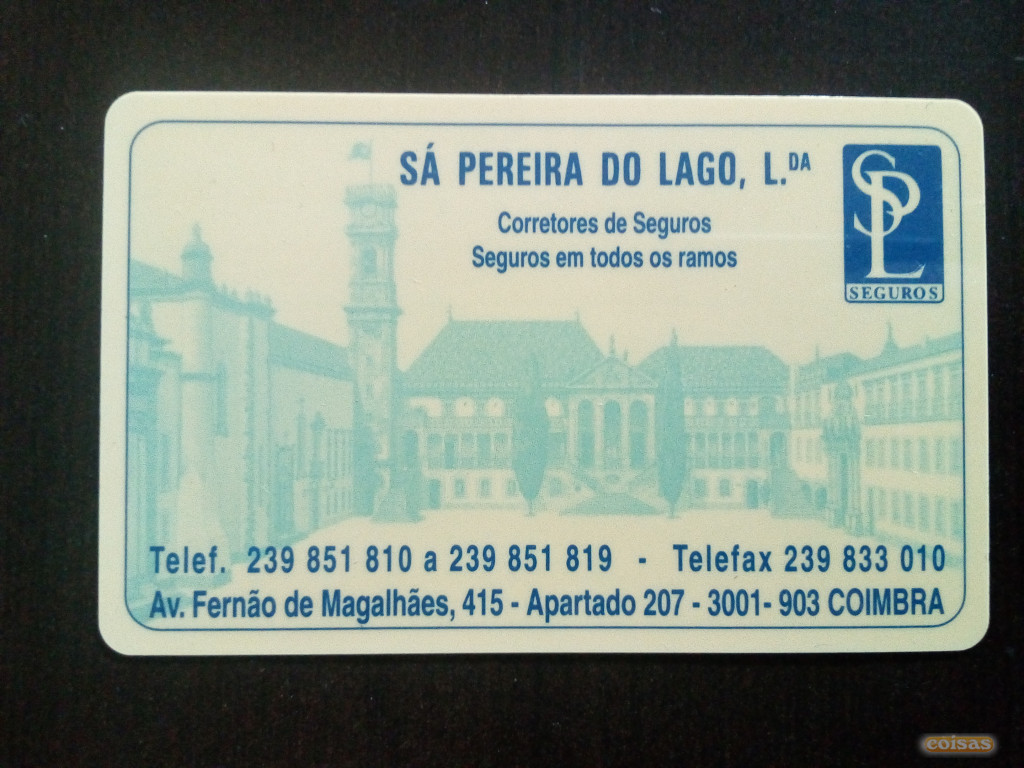 SÁ PEREIRA DO LAGO, L.DA
Corretores de Seguros
Seguros em todos os ramos
SPL
SEGUROS
Telef. 239 851 810 a 239 851 819 - Telefax 239 833 010
Av. Fernão de Magalhães, 415 - Apartado 207 - 3001- 903 COIMBRA
coisas